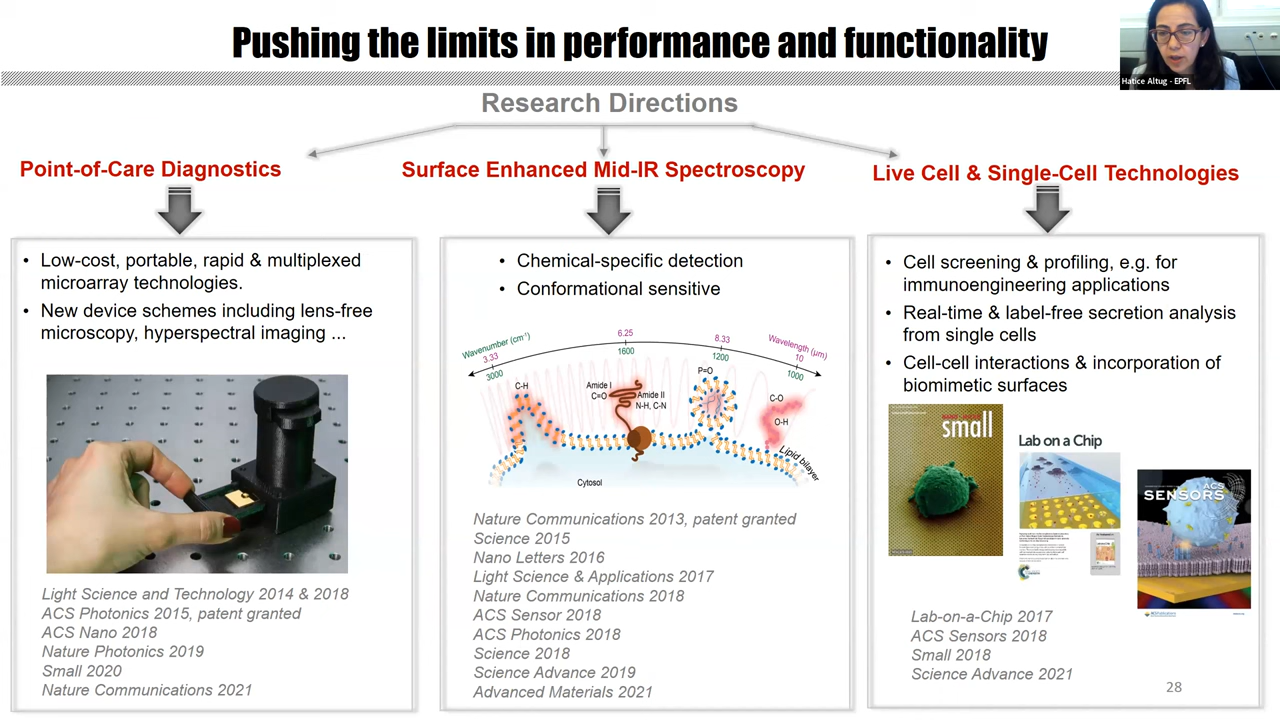 Pushing the limits in performance and functionality
Hatice Altug - EPFL
Research Directions
Point-of-Care Diagnostics
• Low-cost, portable, rapid & multiplexed
microarray technologies.
• New device schemes including lens-free
microscopy, hyperspectral imaging ...
Light Science and Technology 2014 & 2018
ACS Photonics 2015, patent granted
ACS Nano 2018
Nature Photonics 2019
Small 2020
Nature Communications 2021
Surface Enhanced Mid-IR Spectroscopy
• Chemical-specific detection
• Conformational sensitive
Wavenumber (cm⁻¹)
3.33
3000
6.25
1600
8.33
1200
Wavelength (μm)
10
1000
C-H
Amide I
C=O
Amide II
N-H, C-N
P=O
C-O
O-H
Lipid bilayer
Cytosol
Nature Communications 2013, patent granted
Science 2015
Nano Letters 2016
Light Science & Applications 2017
Nature Communications 2018
ACS Sensor 2018
ACS Photonics 2018
Science 2018
Science Advance 2019
Advanced Materials 2021
Live Cell & Single-Cell Technologies
• Cell screening & profiling, e.g. for
immunoengineering applications
• Real-time & label-free secretion analysis
from single cells
• Cell-cell interactions & incorporation of
biomimetic surfaces
small
Lab on a Chip
ACS
SENSORS
Lab-on-a-Chip 2017
ACS Sensors 2018
Small 2018
Science Advance 2021
28